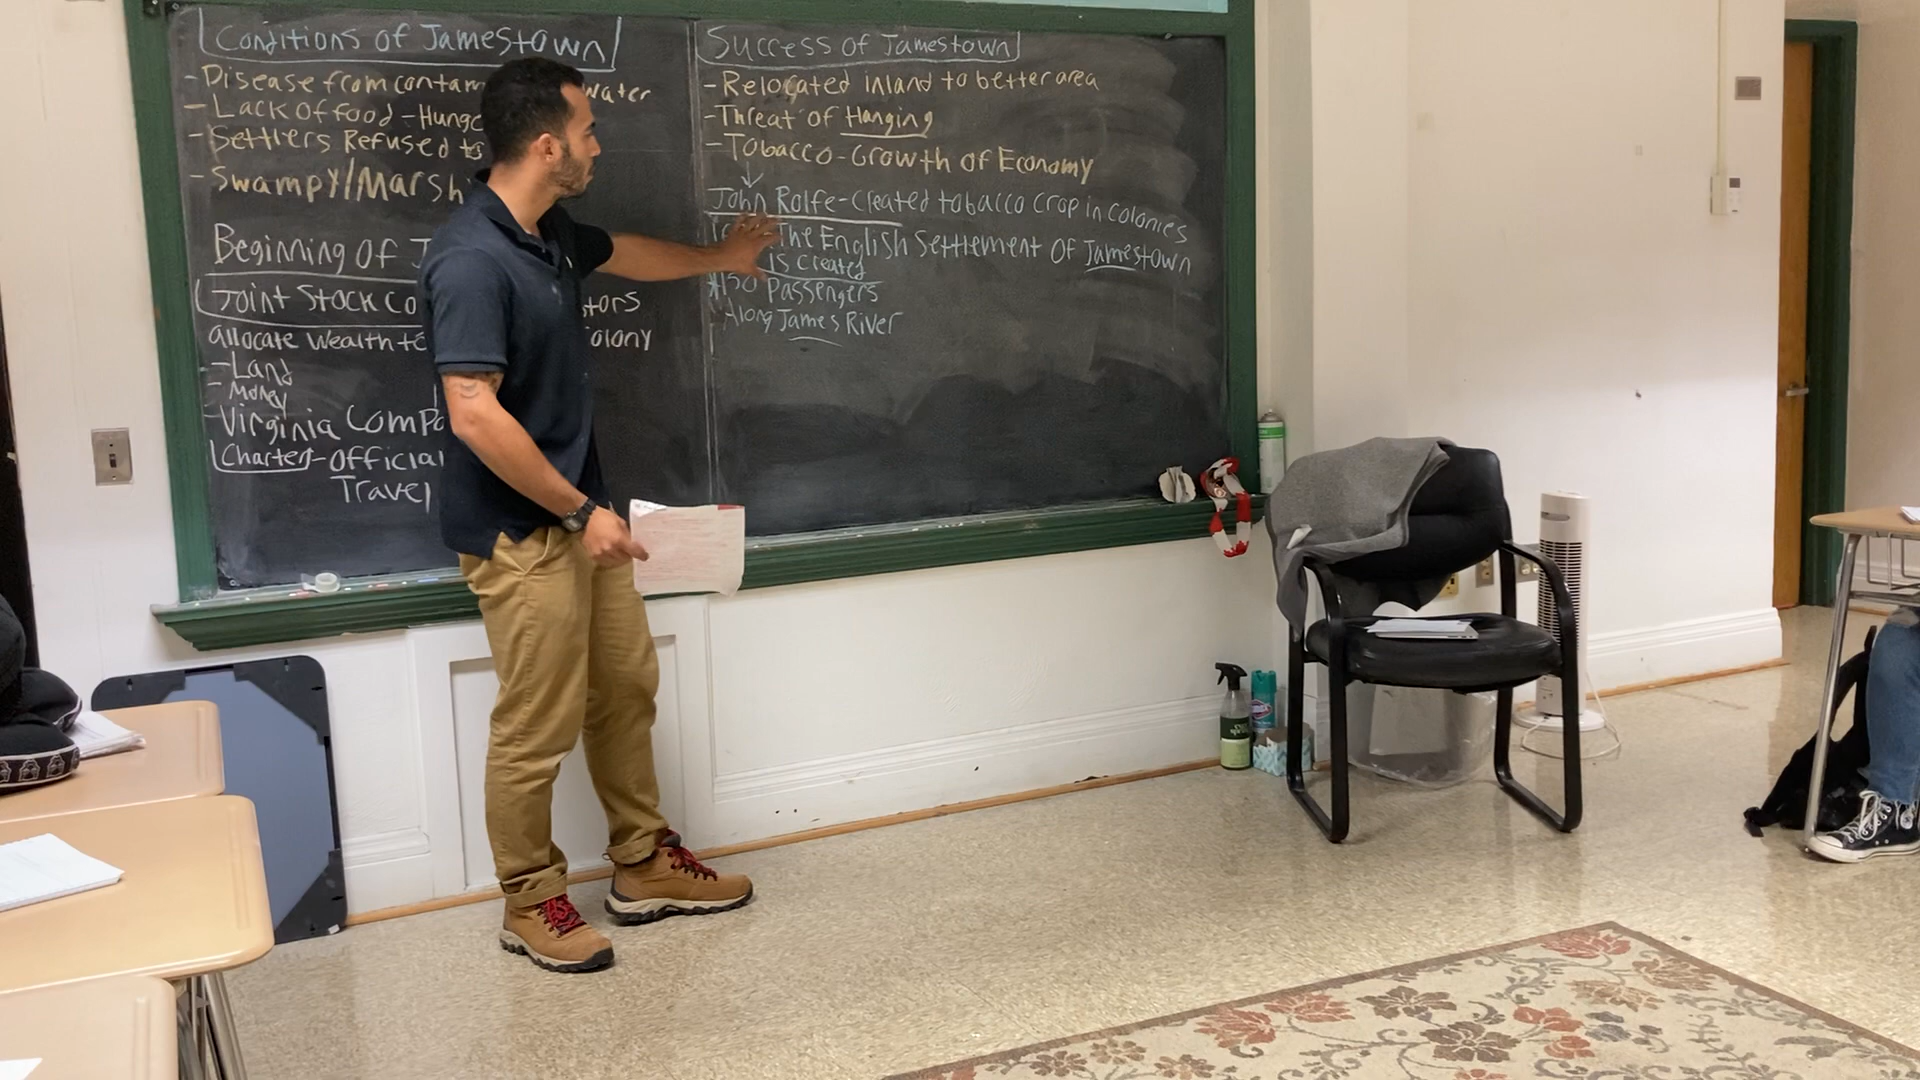 Conditions of Jamestown
- Disease from contam water
- Lack of food - Hunge
- Settlers Refused to
- Swampy/Marsh
Beginning Of J
Joint Stock Co stors
allocate wealth to olony
- Land
- Money
- Virginia Compa
Charter - Official
Travel
Success of Jamestown
- Relocated inland to better area
- Threat of Hanging
- Tobacco - Growth of Economy
John Rolfe - created tobacco crop in colonies
The English Settlement Of Jamestown
is created
150 Passengers
Along James River